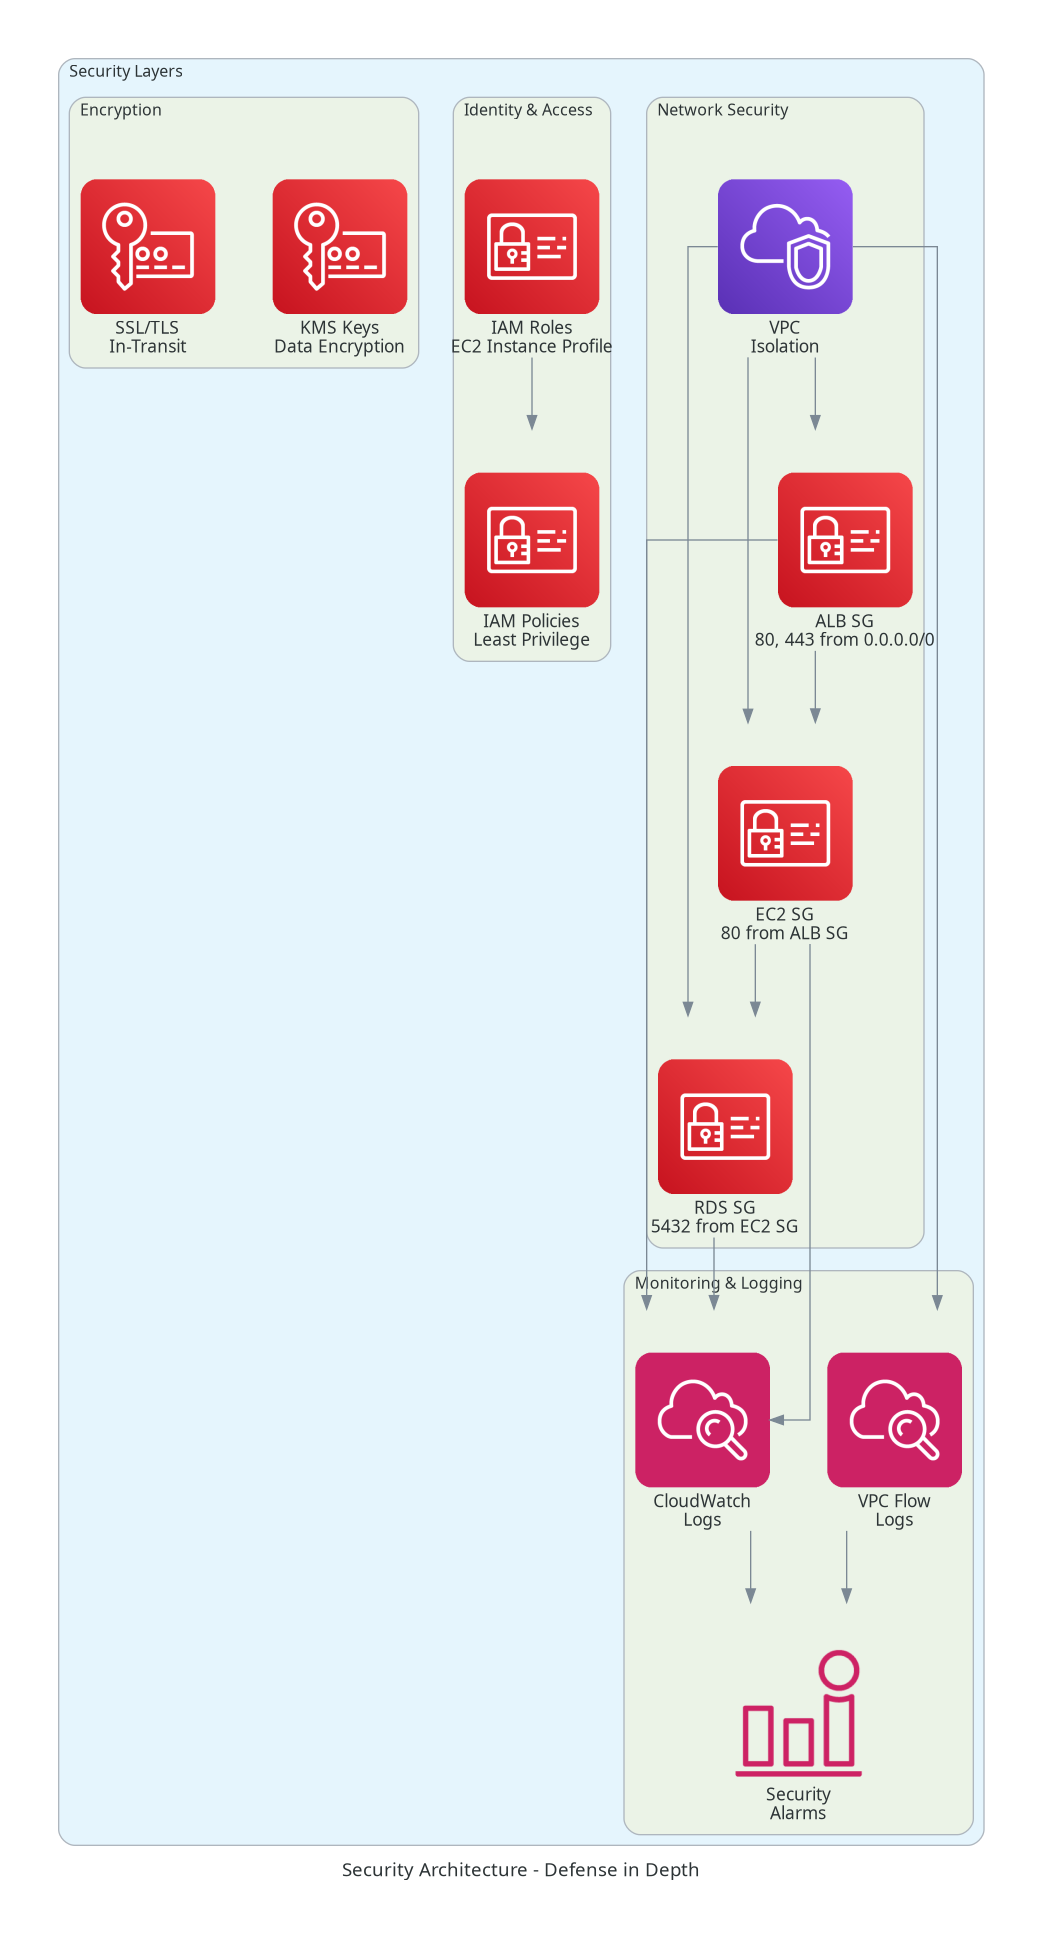 Security Layers
Encryption
Identity & Access
Network Security
SSL/TLS
In-Transit
KMS Keys
Data Encryption
IAM Roles
EC2 Instance Profile
VPC
Isolation
IAM Policies
Least Privilege
ALB SG
80, 443 from 0.0.0.0/0
EC2 SG
80 from ALB SG
RDS SG
5432 from EC2 SG
Monitoring & Logging
CloudWatch
Logs
VPC Flow
Logs
Security
Alarms
Security Architecture - Defense in Depth